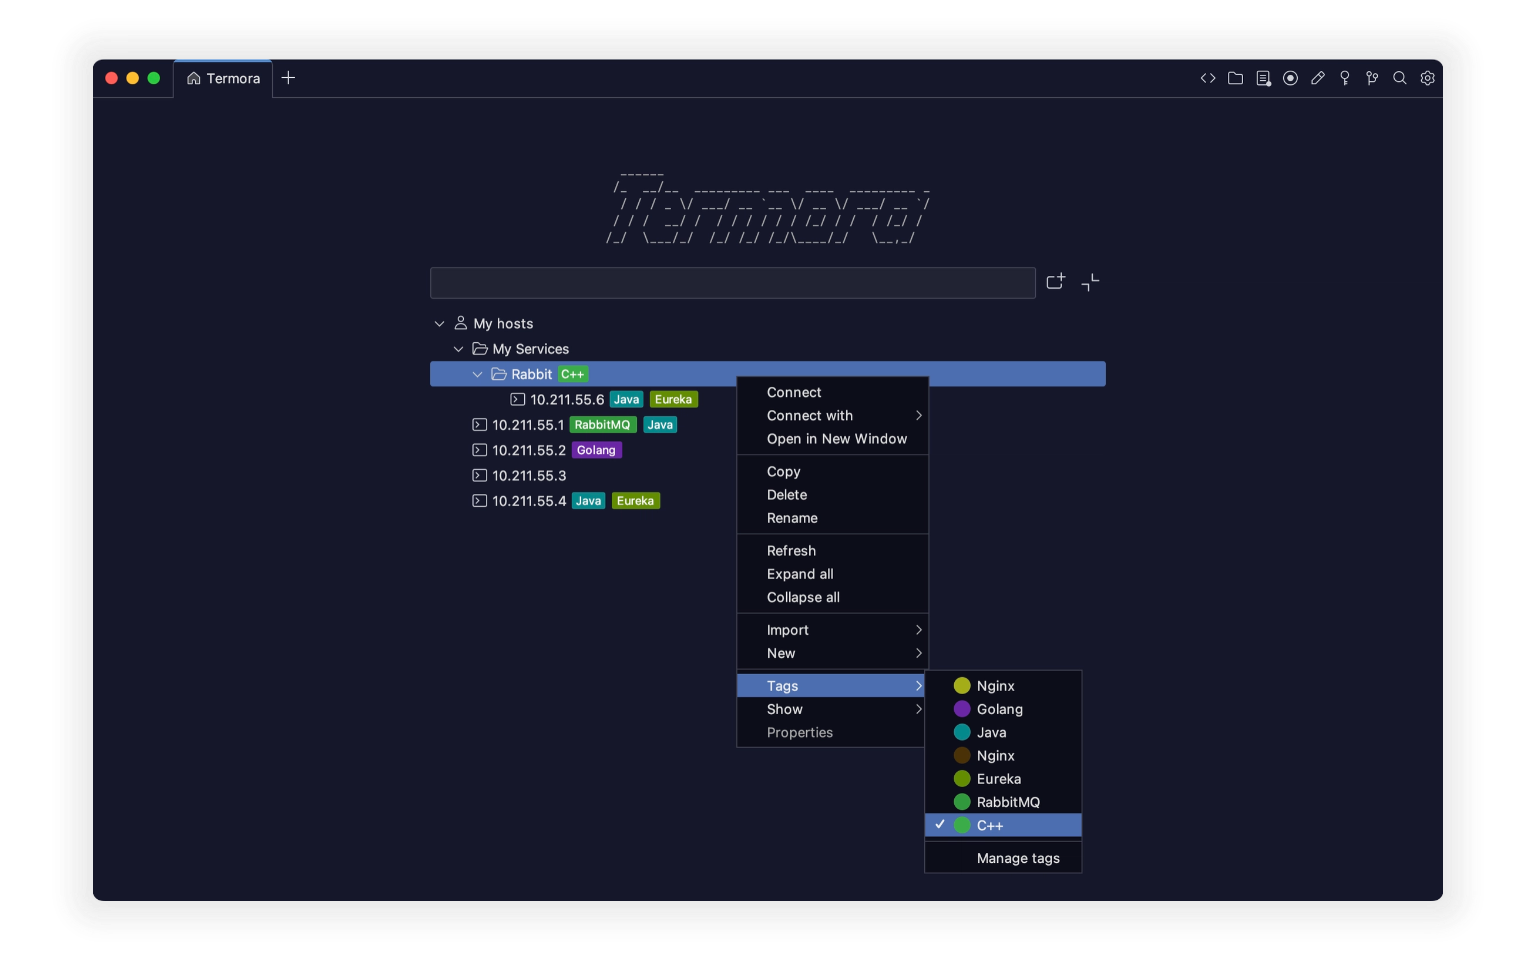 Termora
Termora
My hosts
My Services
Rabbit C++
10.211.55.6 Java Eureka
10.211.55.1 RabbitMQ Java
10.211.55.2 Golang
10.211.55.3
10.211.55.4 Java Eureka
Connect
Connect with
Open in New Window
Copy
Delete
Rename
Refresh
Expand all
Collapse all
Import
New
Tags
Show
Properties
Nginx
Golang
Java
Nginx
Eureka
RabbitMQ
C++
Manage tags